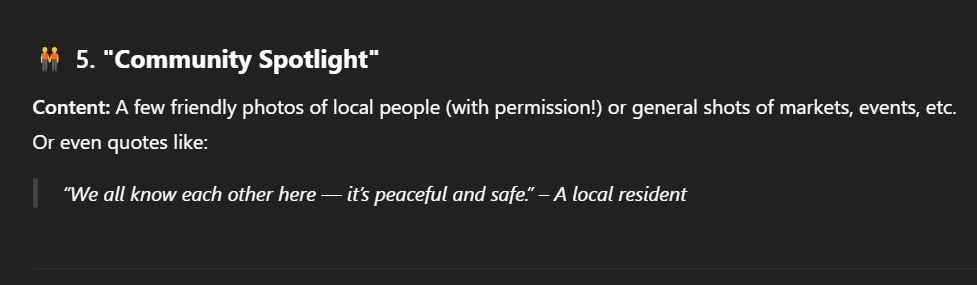 🧑‍🤝‍🧑 5. "Community Spotlight"
Content: A few friendly photos of local people (with permission!) or general shots of markets, events, etc.
Or even quotes like:
“We all know each other here — it’s peaceful and safe.” – A local resident